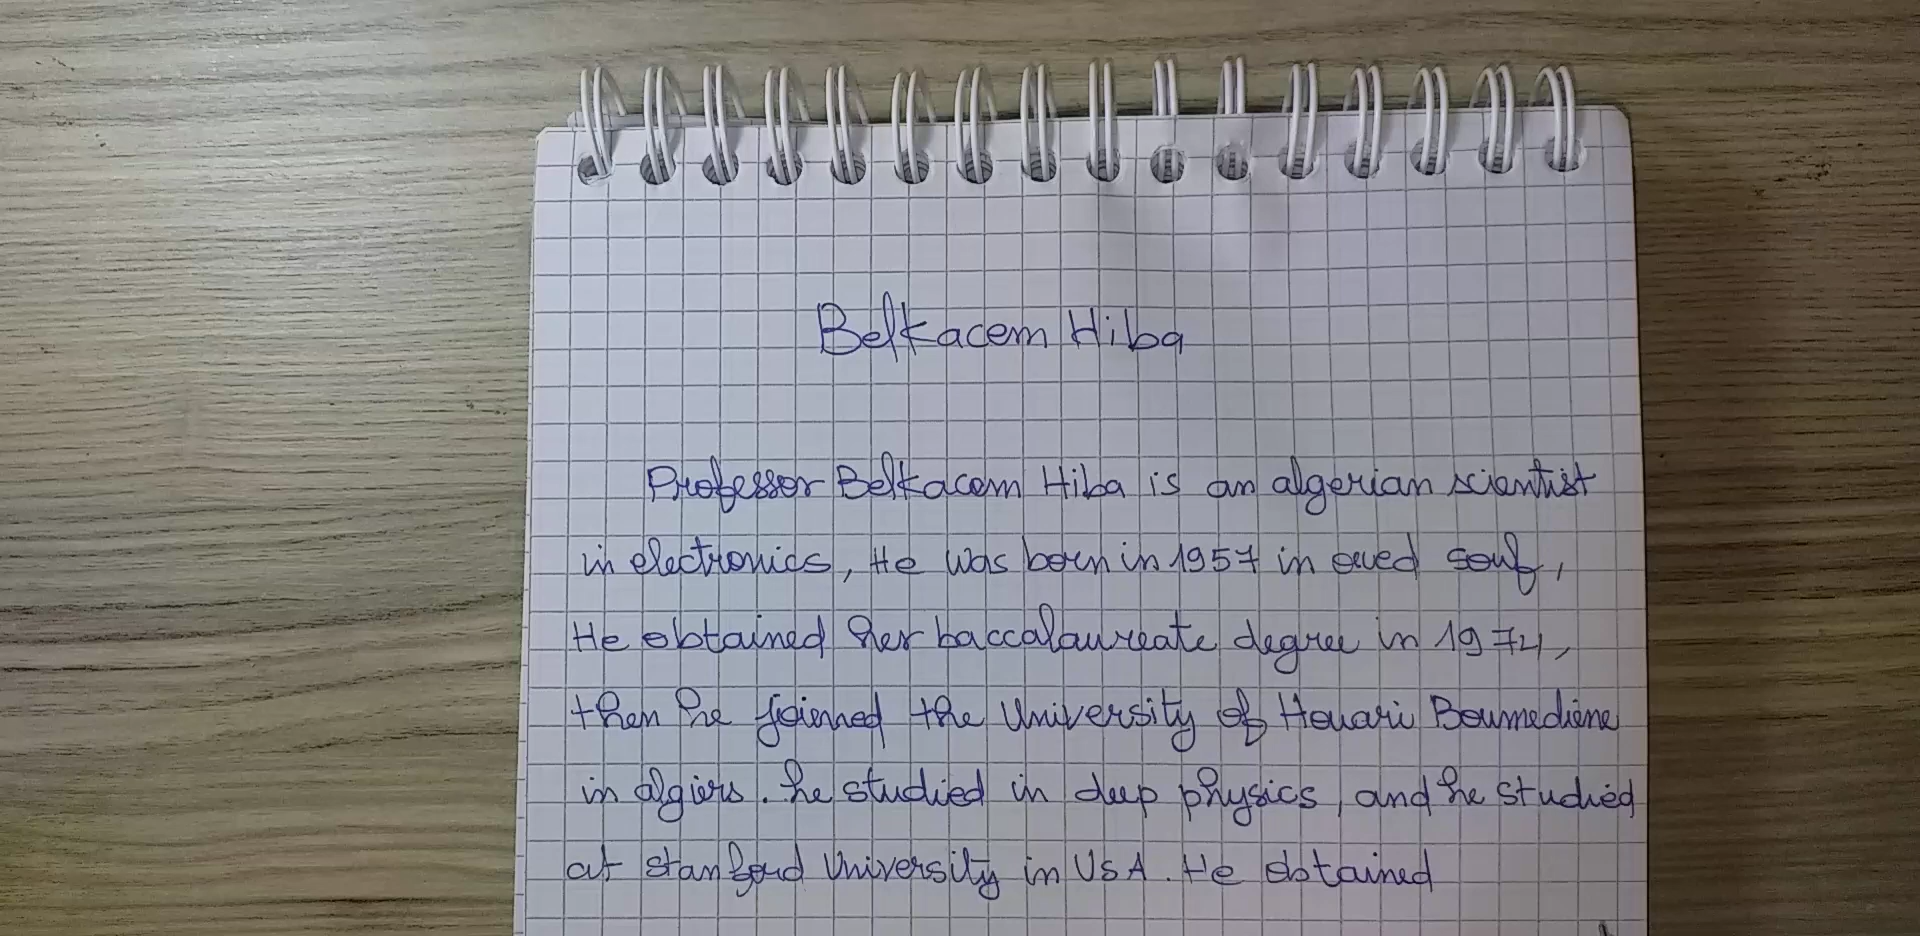 Belkacem Hiba
Professor Belkacem Hiba is an algerian scientist
in electronics, He was born in 1957 in oued souf,
He obtained her baccalaureate degree in 1974,
then he joinned the University of Houari Boumediène
in algiers. he studied in deep physics, and he studied
at stanford University in USA. He obtained